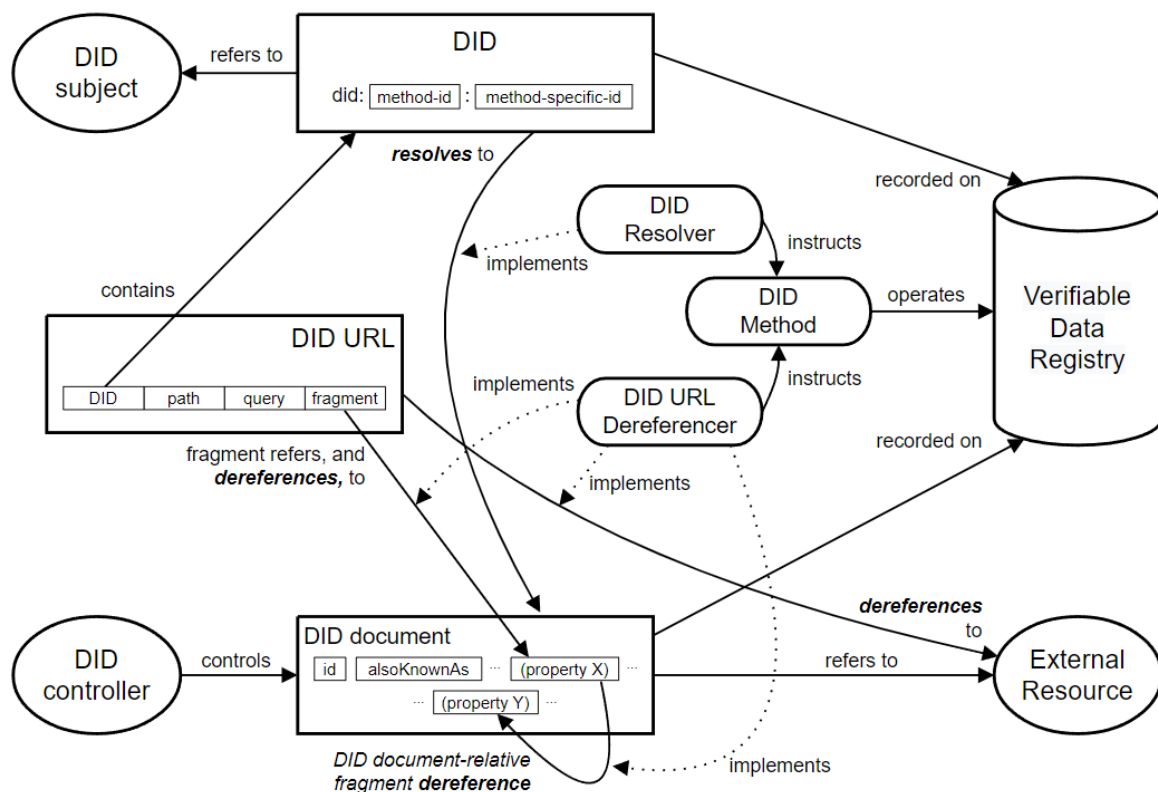 DID
subject
refers to
DID
did: method-id : method-specific-id
resolves to
recorded on
DID
Resolver
implements
instructs
contains
DID
Method
operates
Verifiable
Data
Registry
DID URL
DID path query fragment
implements
instructs
DID URL
Dereferencer
fragment refers, and
dereferences, to
recorded on
implements
dereferences
to
DID
controller
controls
DID document
id alsoKnownAs ... (property X) ...
... (property Y) ...
refers to
External
Resource
DID document-relative
fragment dereference
implements